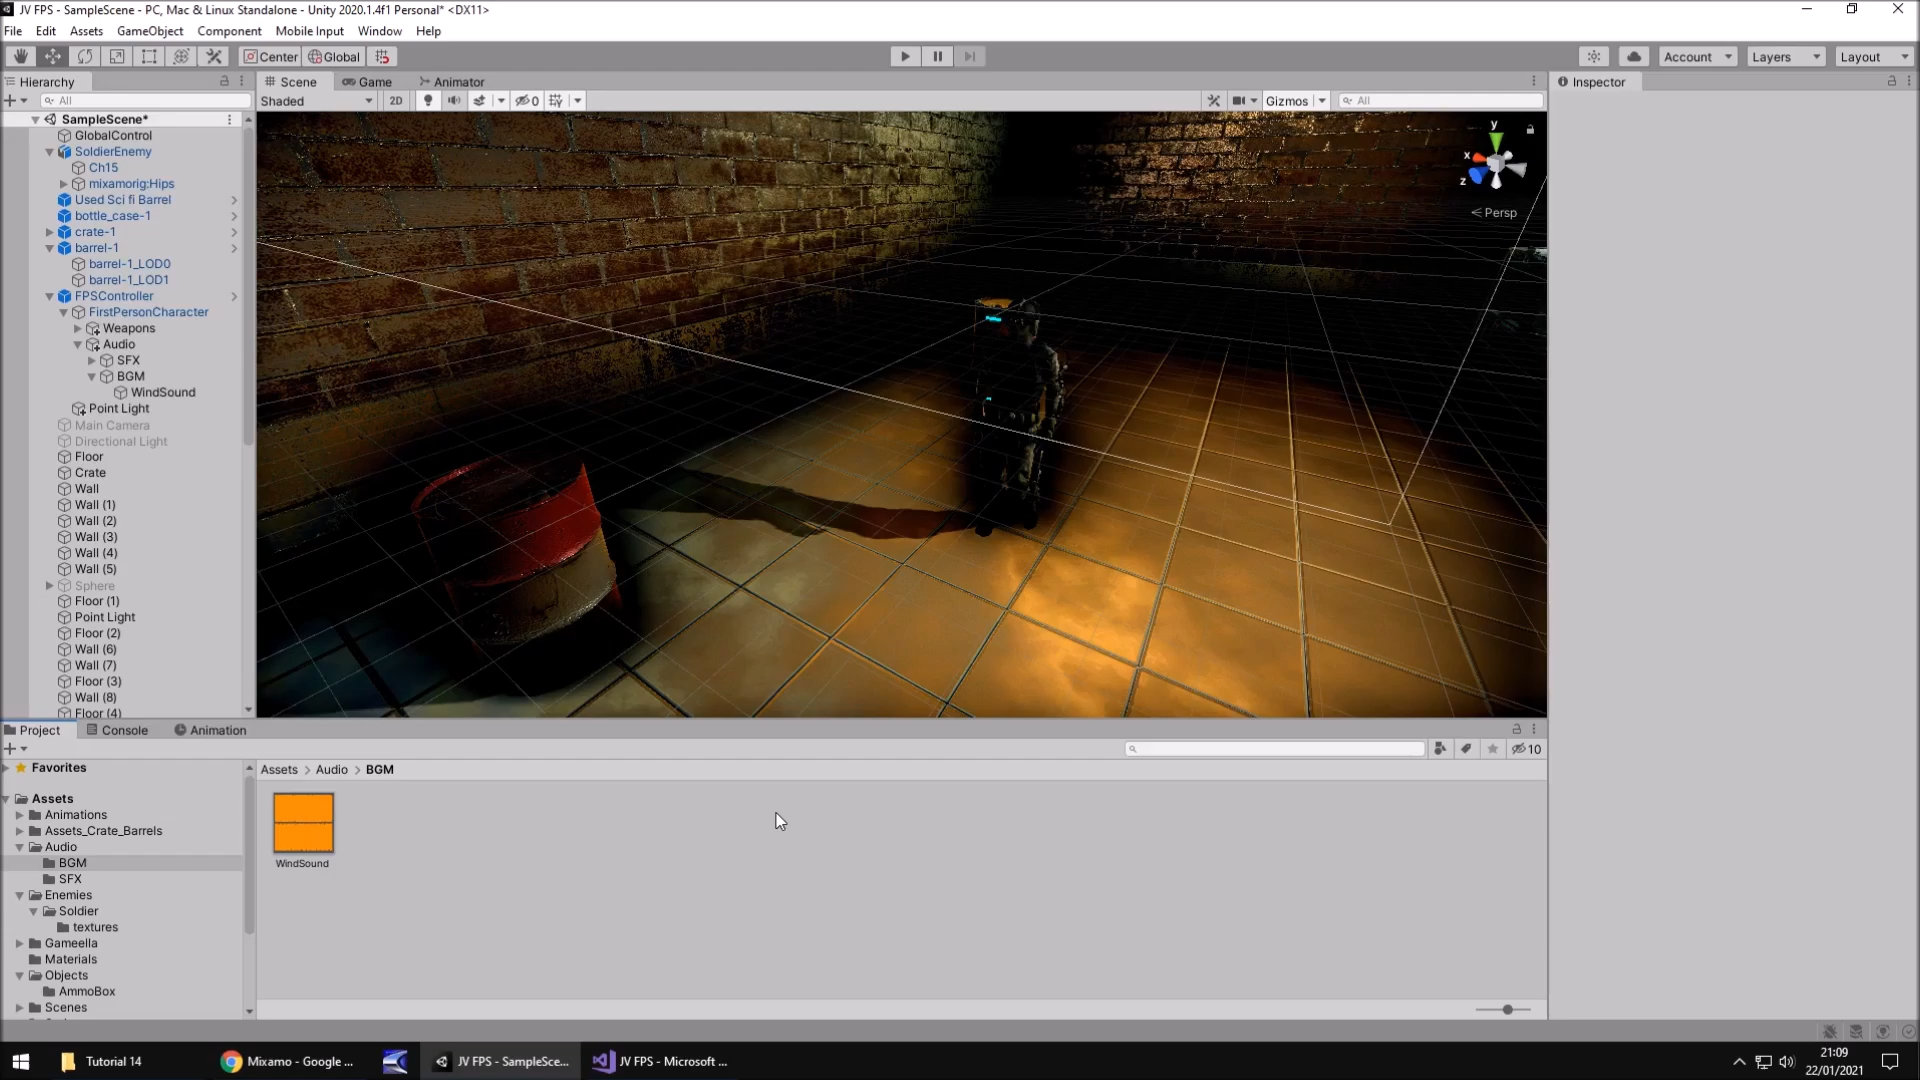 JV FPS - SampleScene - PC, Mac & Linux Standalone - Unity 2020.1.4f1 Personal* <DX11>
File Edit Assets GameObject Component Mobile Input Window Help
Center Global Account Layers Layout
Hierarchy
All
SampleScene*
GlobalControl
SoldierEnemy
Ch15
mixamorig:Hips
Used Sci fi Barrel
bottle_case-1
crate-1
barrel-1
barrel-1_LOD0
barrel-1_LOD1
FPSController
FirstPersonCharacter
Weapons
Audio
SFX
BGM
WindSound
Point Light
Main Camera
Directional Light
Floor
Crate
Wall
Wall (1)
Wall (2)
Wall (3)
Wall (4)
Wall (5)
Sphere
Floor (1)
Point Light
Floor (2)
Wall (6)
Wall (7)
Floor (3)
Wall (8)
Floor (4)
Scene Game Animator
Shaded 2D 0 Gizmos All
y
x
z
Persp
Inspector
Project Console Animation
10
Favorites
Assets
Animations
Assets_Crate_Barrels
Audio
BGM
SFX
Enemies
Soldier
textures
Gameella
Materials
Objects
AmmoBox
Scenes
Assets > Audio > BGM
WindSound
Tutorial 14
Mixamo - Google ...
JV FPS - SampleSce...
JV FPS - Microsoft ...
21:09
22/01/2021